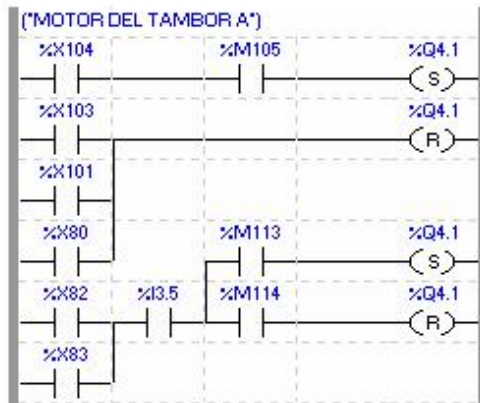 ("MOTOR DEL TAMBOR A")
%X104 %M105 %Q4.1
S
%X103 %Q4.1
R
%X101
%X80 %M113 %Q4.1
S
%X82 %I3.5 %M114 %Q4.1
R
%X83